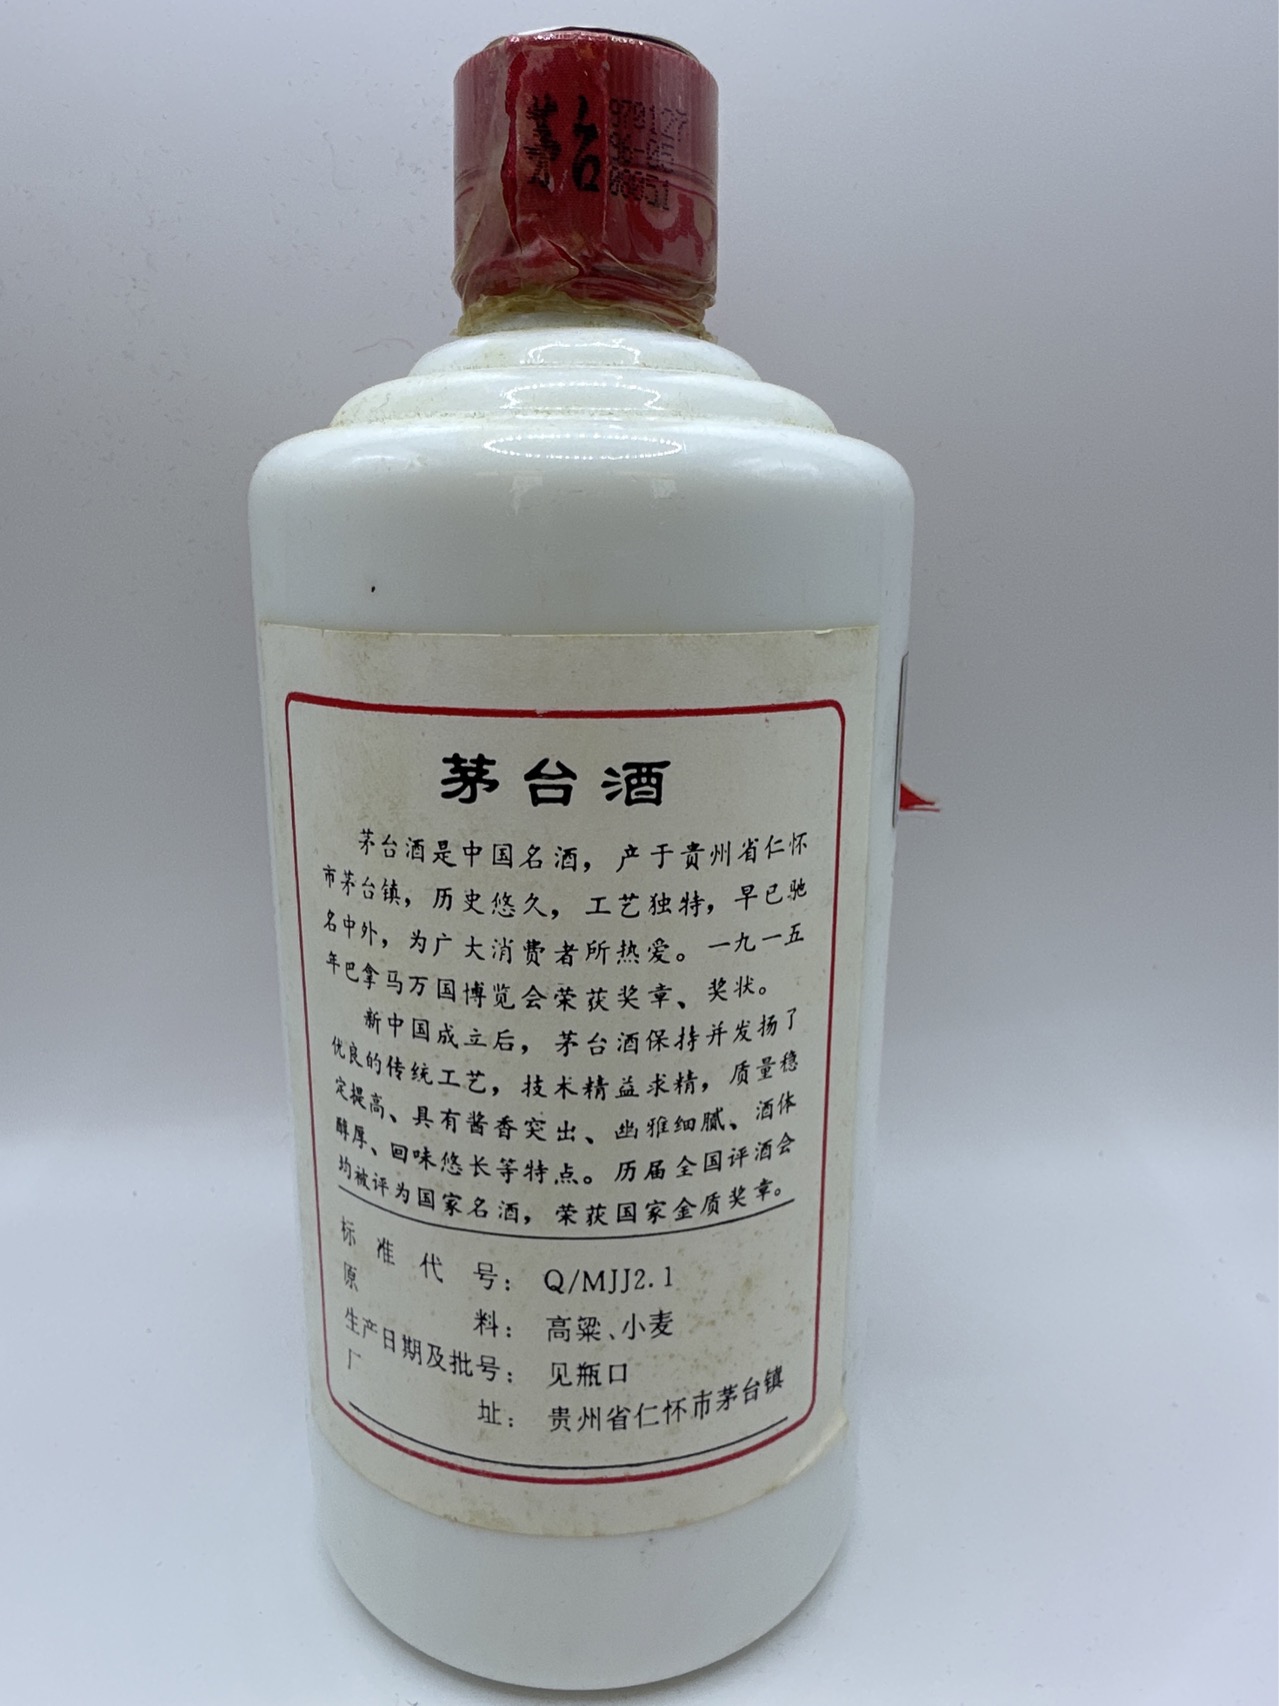 茅台
970127
96-05
08051
茅台酒
茅台酒是中国名酒，产于贵州省仁怀
市茅台镇，历史悠久，工艺独特，早已驰
名中外，为广大消费者所热爱。一九一五
年巴拿马万国博览会荣获奖章、奖状。
新中国成立后，茅台酒保持并发扬了
优良的传统工艺，技术精益求精，质量稳
定提高、具有酱香突出、幽雅细腻、酒体
醇厚、回味悠长等特点。历届全国评酒会
均被评为国家名酒，荣获国家金质奖章。
标准代号：Q/MJJ2.1
原料：高粱、小麦
生产日期及批号：见瓶口
厂址：贵州省仁怀市茅台镇